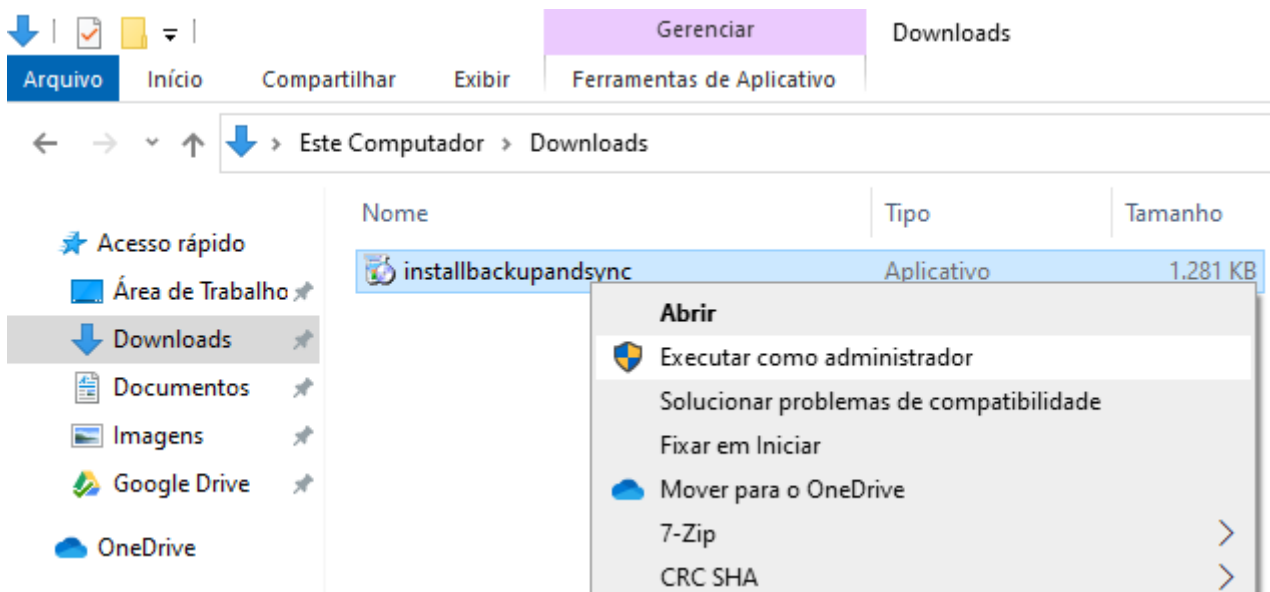 Gerenciar Downloads
Arquivo Início Compartilhar Exibir Ferramentas de Aplicativo
Este Computador Downloads
Nome Tipo Tamanho
Acesso rápido
installbackupandsync Aplicativo 1.281 KB
Área de Trabalho
Downloads
Documentos
Imagens
Google Drive
OneDrive
Abrir
Executar como administrador
Solucionar problemas de compatibilidade
Fixar em Iniciar
Mover para o OneDrive
7-Zip
CRC SHA